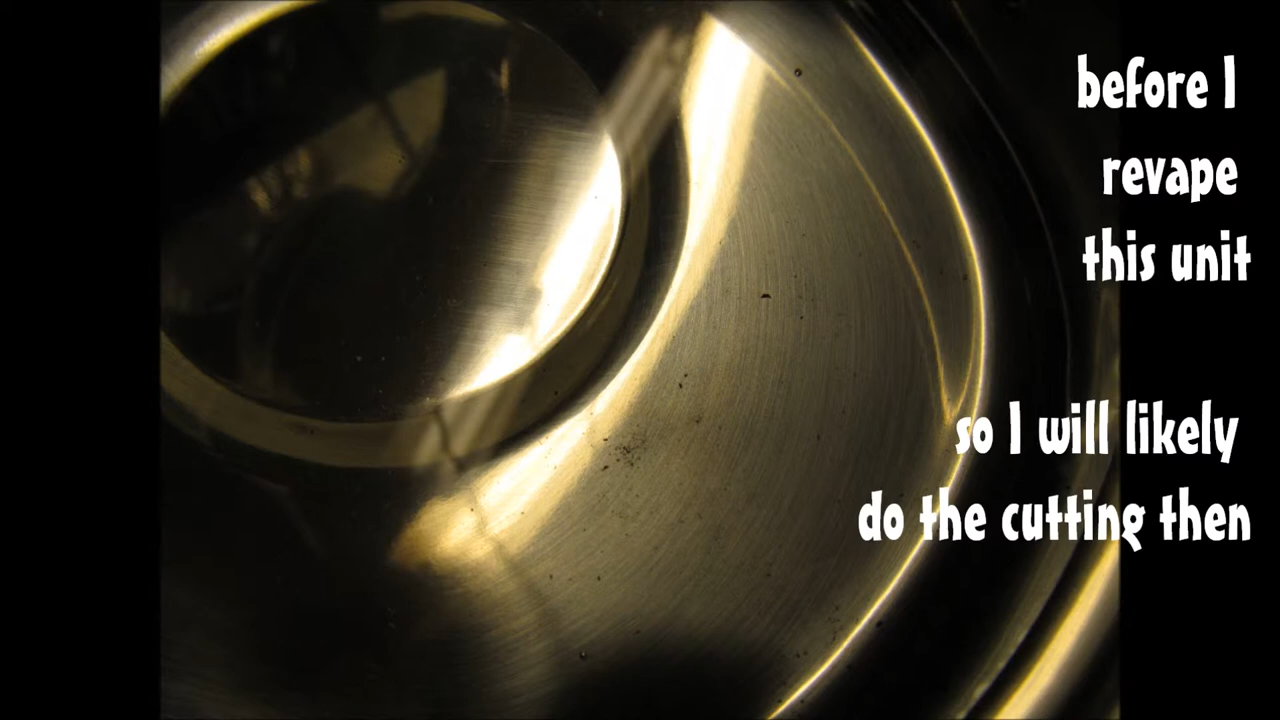 before I
revape
this unit
so I will likely
do the cutting then